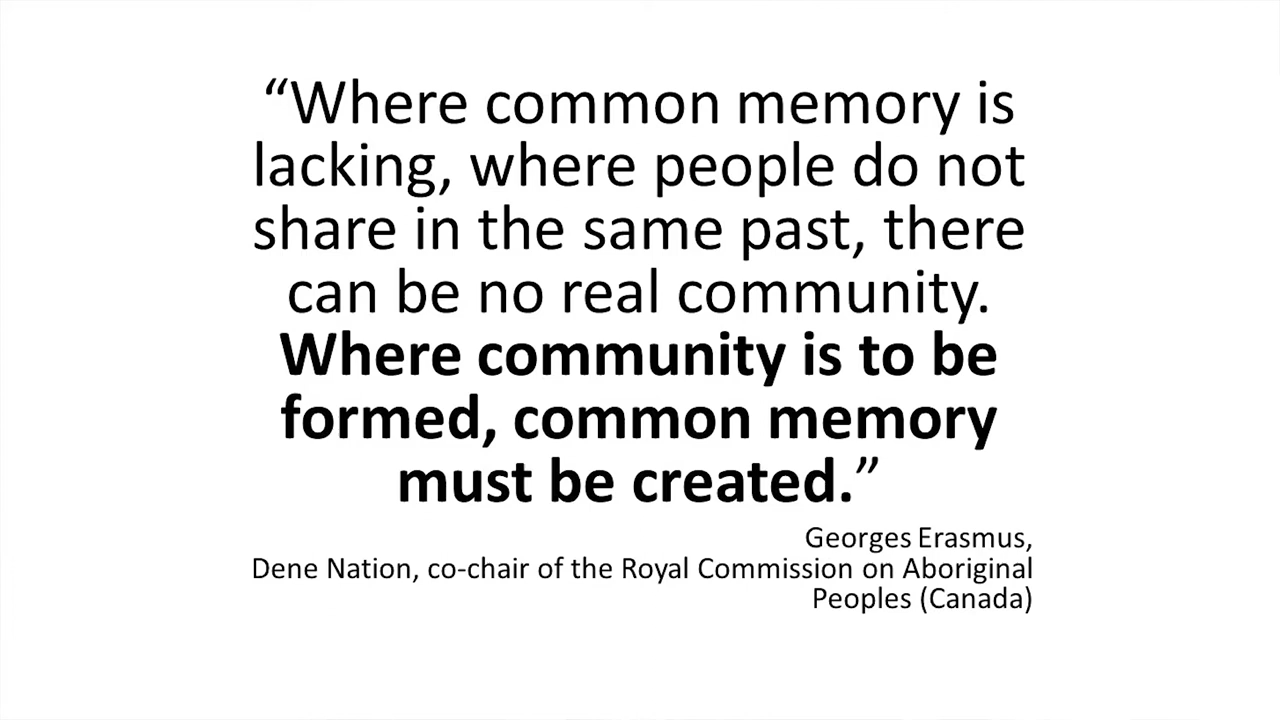 “Where common memory is
lacking, where people do not
share in the same past, there
can be no real community.
Where community is to be
formed, common memory
must be created.”
Georges Erasmus,
Dene Nation, co-chair of the Royal Commission on Aboriginal
Peoples (Canada)